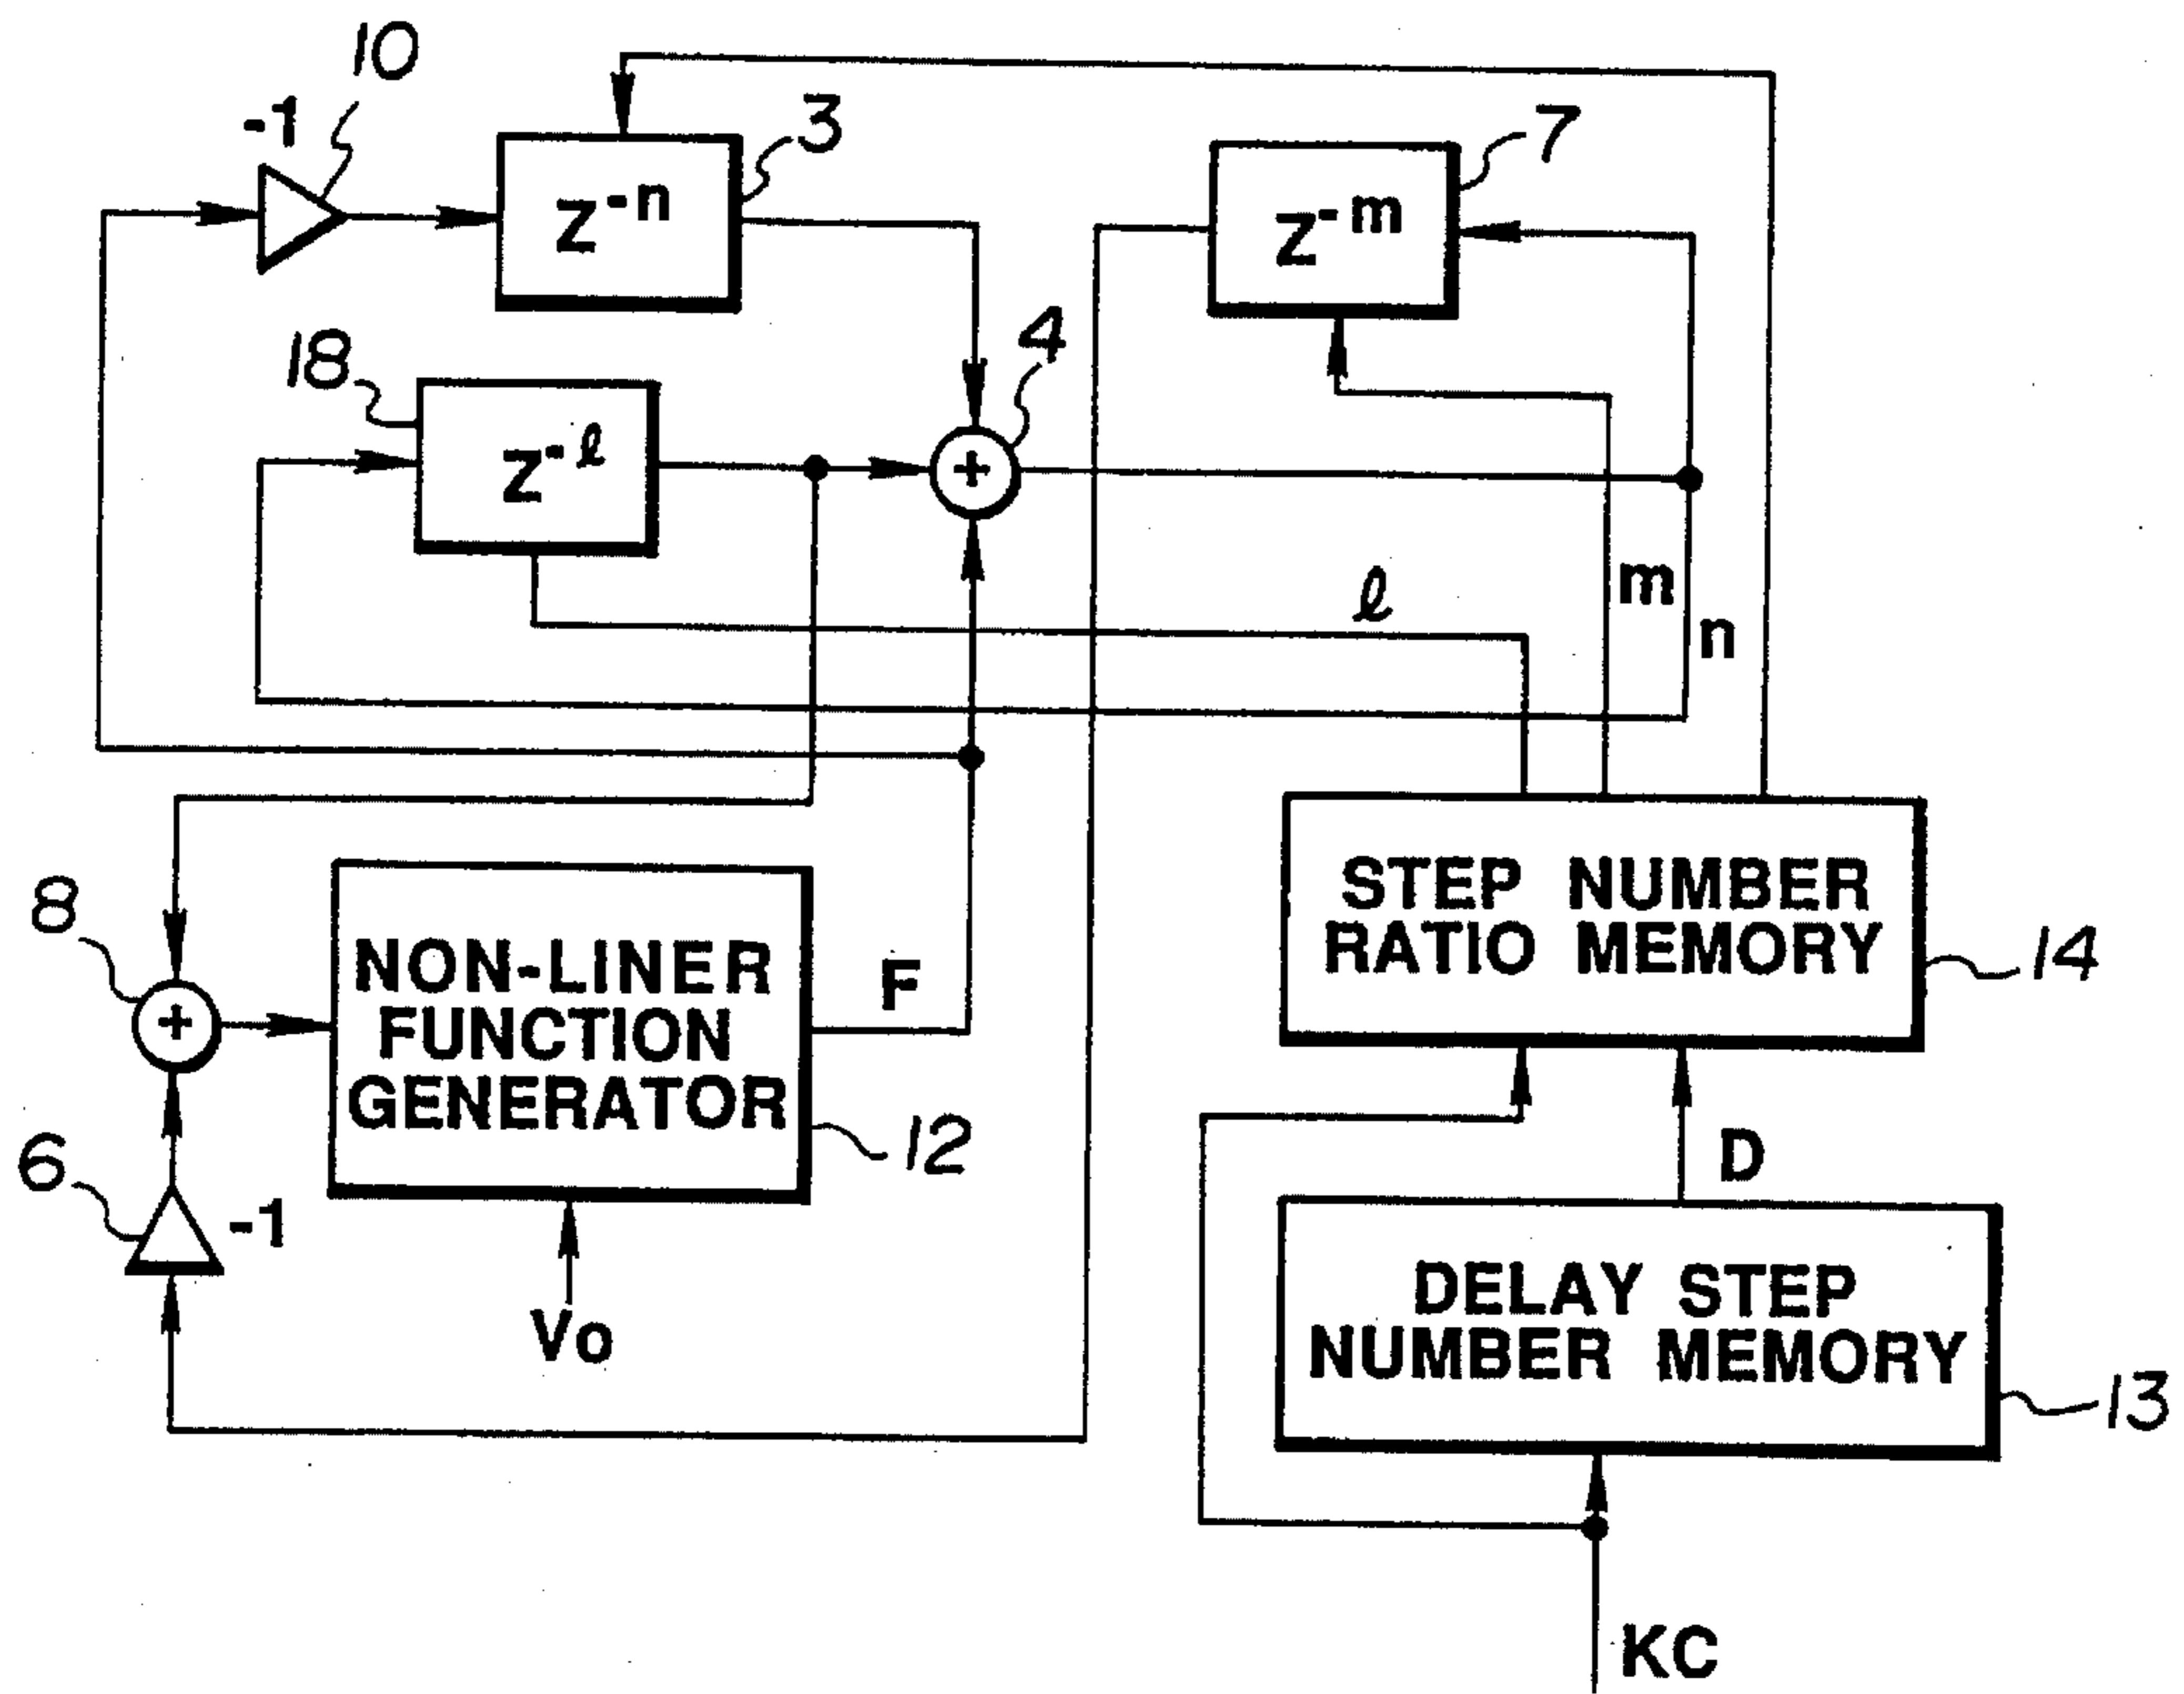 10
-1
3
7
z-n
z-m
18
4
z-ℓ
+
ℓ
m
n
8
+
NON-LINER
FUNCTION
GENERATOR
F
STEP NUMBER
RATIO MEMORY
14
12
6
-1
D
Vo
DELAY STEP
NUMBER MEMORY
13
KC